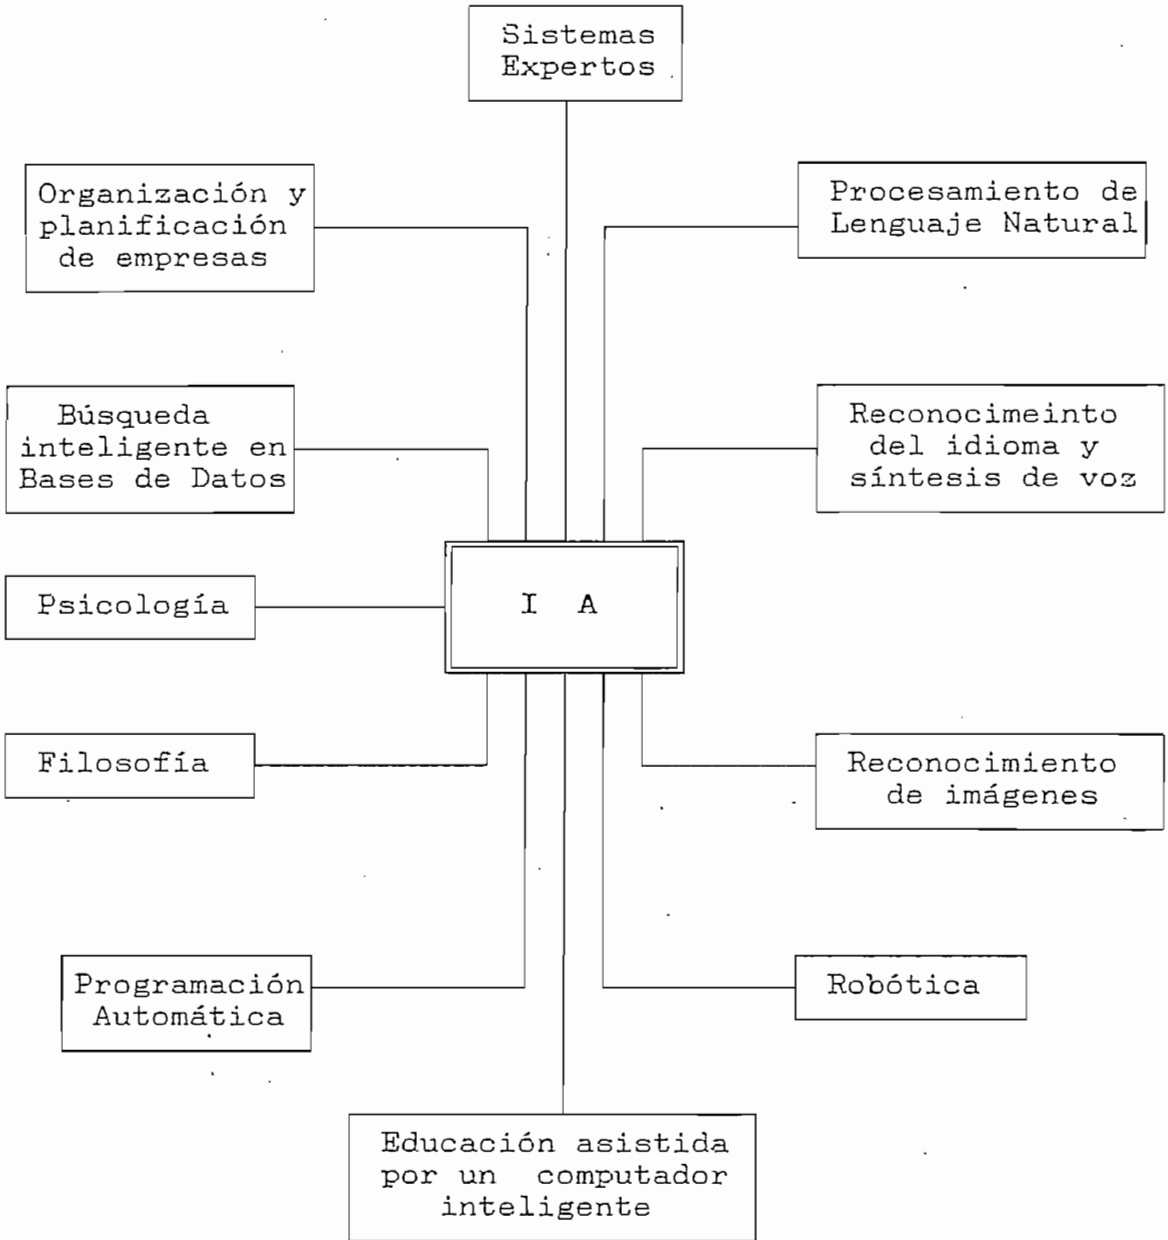 Sistemas
Expertos
Organización y
planificación
de empresas
Procesamiento de
Lenguaje Natural
Búsqueda
inteligente en
Bases de Datos
Reconocimeinto
del idioma y
síntesis de voz
Psicología
I A
Filosofía
Reconocimiento
de imágenes
Programación
Automática
Robótica
Educación asistida
por un computador
inteligente